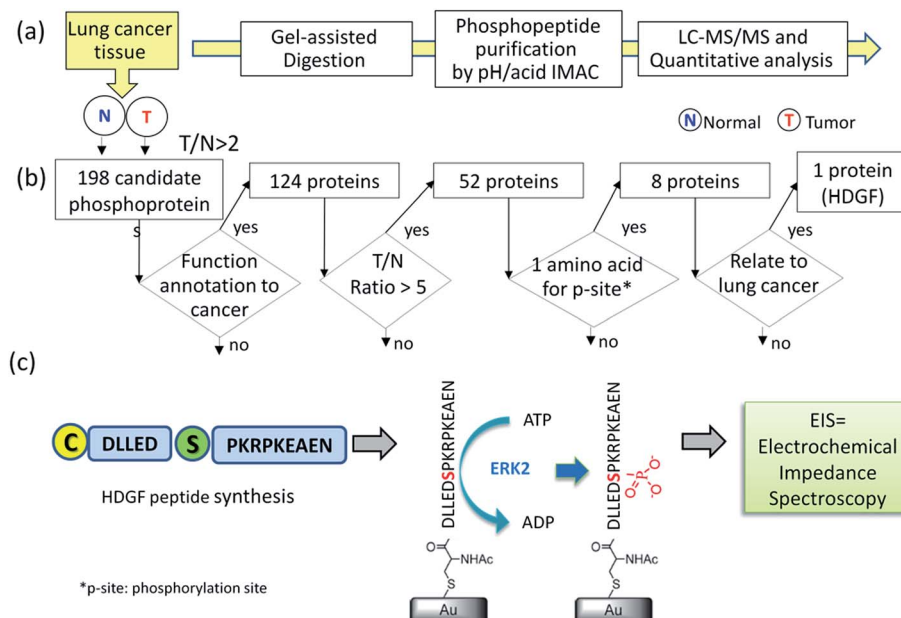 (a)
Lung cancer
tissue
Gel-assisted
Digestion
Phosphopeptide
purification
by pH/acid IMAC
LC-MS/MS and
Quantitative analysis
N T
T/N>2
N Normal T Tumor
(b)
198 candidate
phosphoprotein
s
124 proteins
52 proteins
8 proteins
1 protein
(HDGF)
yes
yes
yes
yes
Function
annotation to
cancer
T/N
Ratio > 5
1 amino acid
for p-site*
Relate to
lung cancer
no
no
no
no
(c)
C DLLED S PKRPKEAEN
HDGF peptide synthesis
DLLEDSPKRPKEAEN
ATP
ERK2
ADP
O
NHAc
S
Au
DLLEDSPKRPKEAEN
O P O-
O-
O
NHAc
S
Au
EIS=
Electrochemical
Impedance
Spectroscopy
*p-site: phosphorylation site